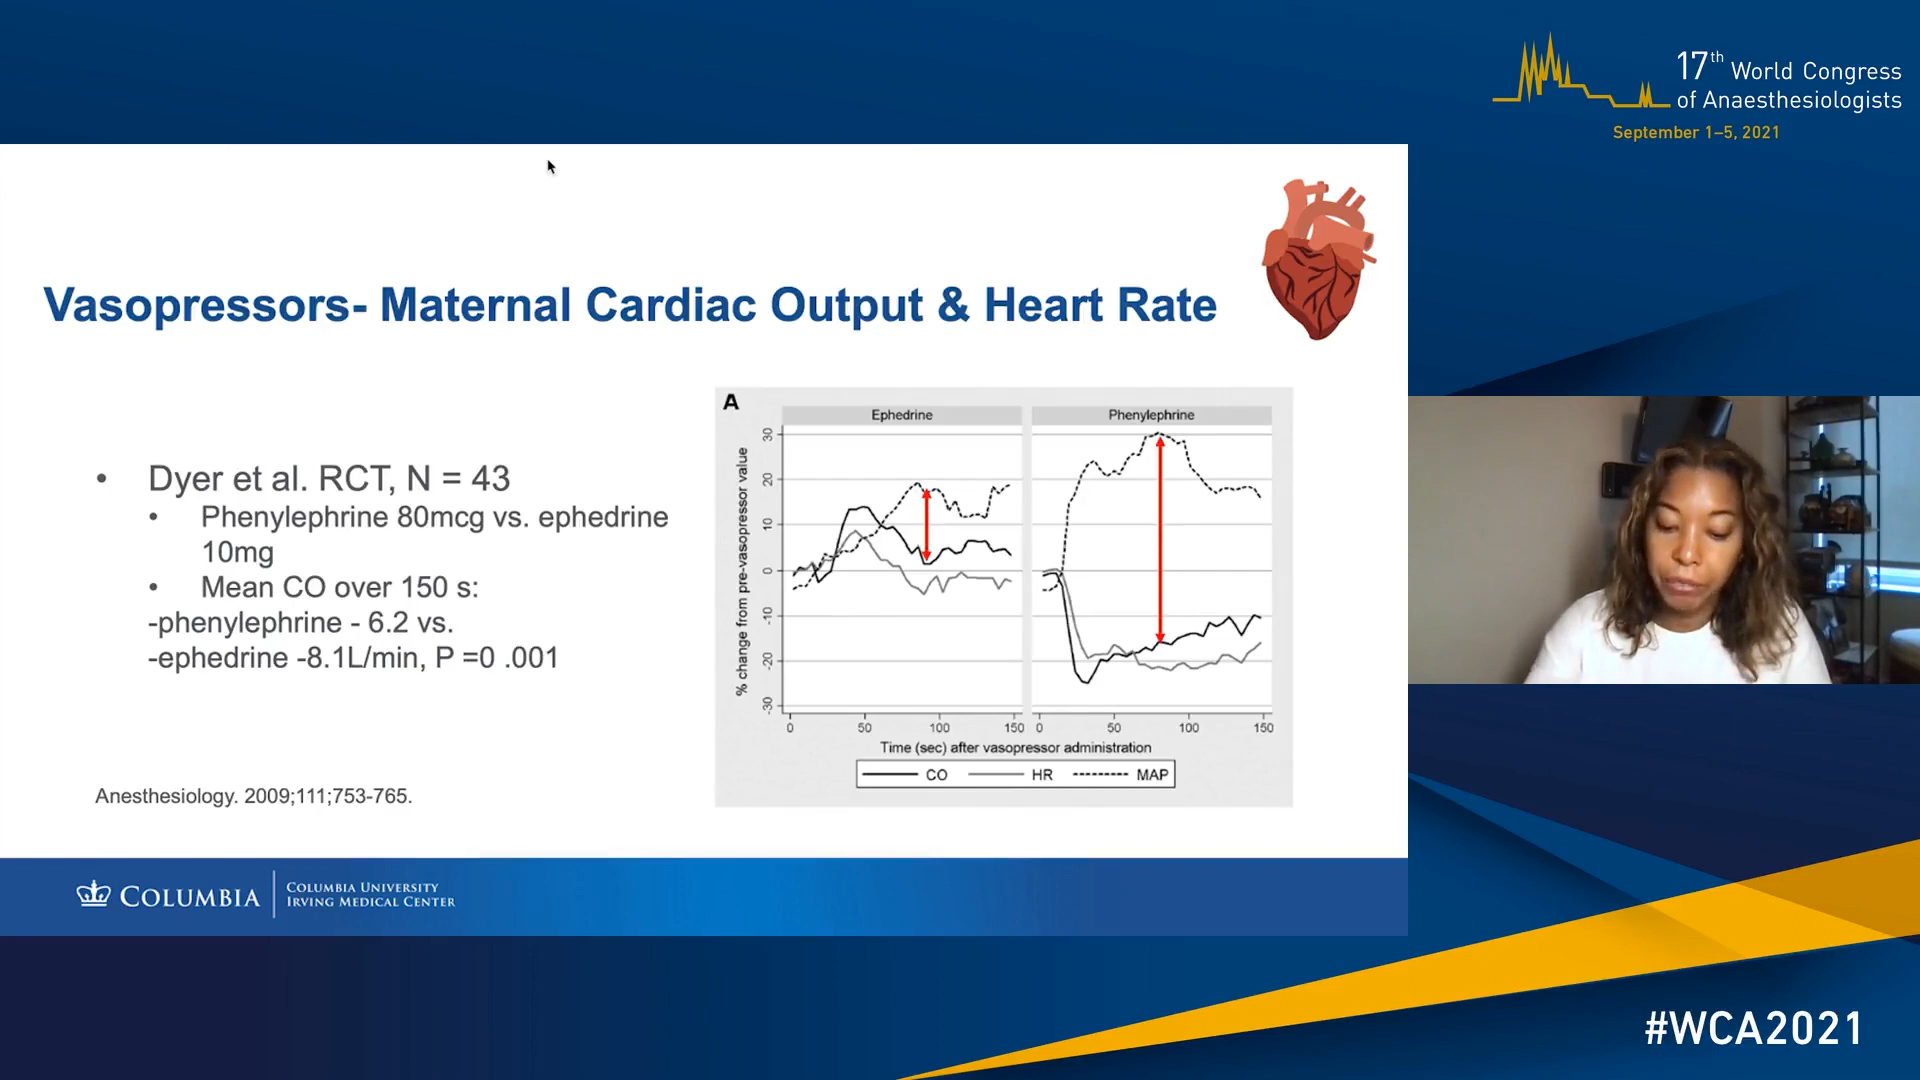 17th World Congress
of Anaesthesiologists
September 1–5, 2021
Vasopressors- Maternal Cardiac Output & Heart Rate
• Dyer et al. RCT, N = 43
• Phenylephrine 80mcg vs. ephedrine
10mg
• Mean CO over 150 s:
-phenylephrine - 6.2 vs.
-ephedrine -8.1L/min, P =0 .001
Anesthesiology. 2009;111;753-765.
A
Ephedrine
Phenylephrine
% change from pre-vasopressor value
30
20
10
0
-10
-20
-30
0 50 100 150 0 50 100 150
Time (sec) after vasopressor administration
CO HR MAP
COLUMBIA
COLUMBIA UNIVERSITY
IRVING MEDICAL CENTER
#WCA2021